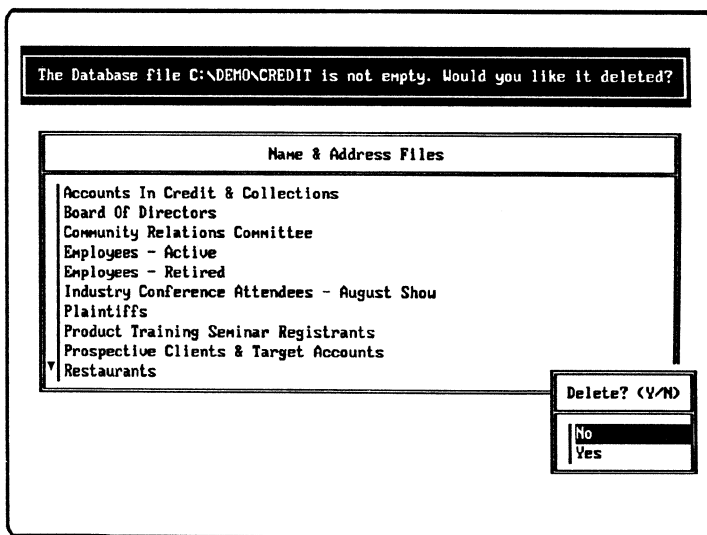 The Database file C:\DEMO\CREDIT is not empty. Would you like it deleted?
Name & Address Files
Accounts In Credit & Collections
Board Of Directors
Community Relations Committee
Employees - Active
Employees - Retired
Industry Conference Attendees - August Show
Plaintiffs
Product Training Seminar Registrants
Prospective Clients & Target Accounts
Restaurants
Delete? (Y/N)
No
Yes